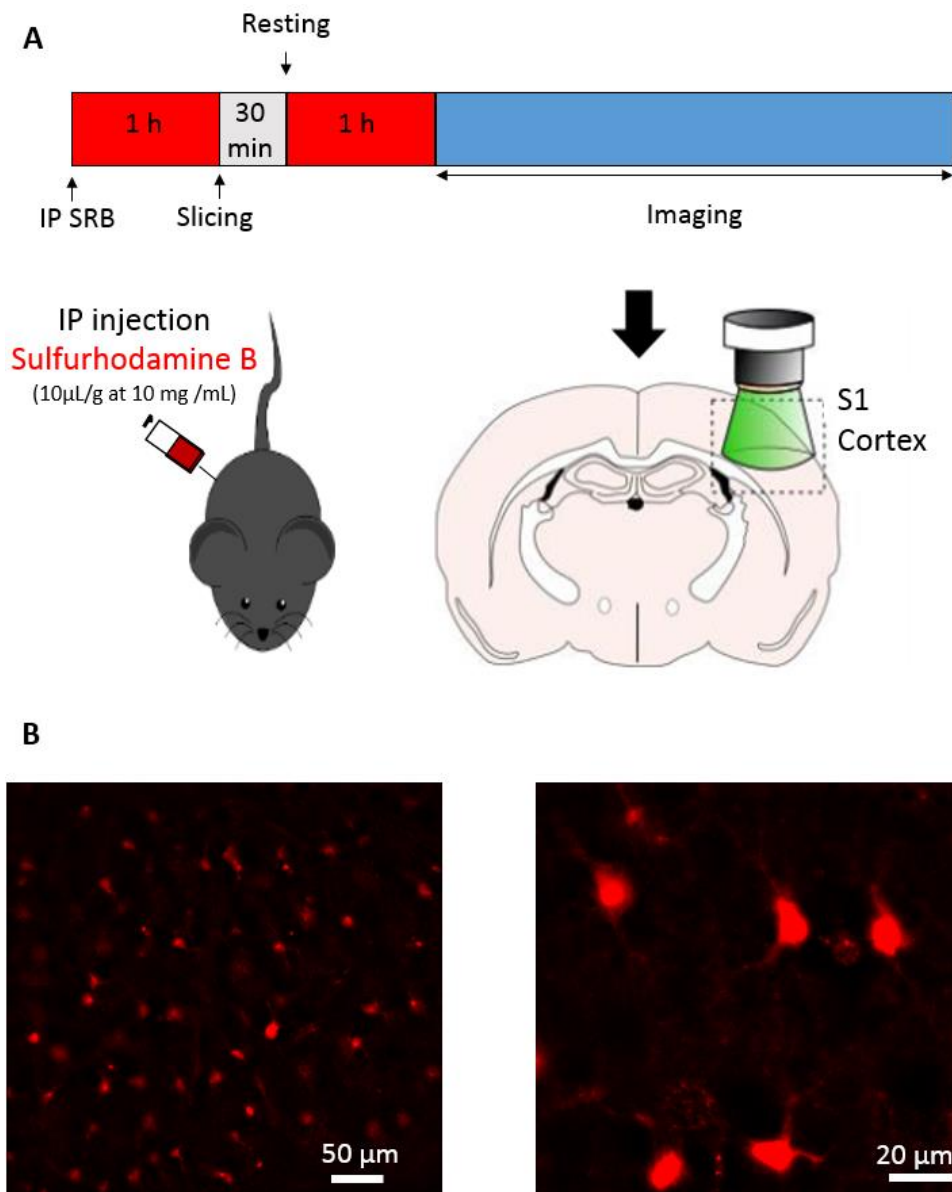 A
Resting
1 h
30
min
1 h
IP SRB
Slicing
Imaging
IP injection
Sulfurhodamine B
(10µL/g at 10 mg /mL)
S1
Cortex
B
50 µm
20 µm